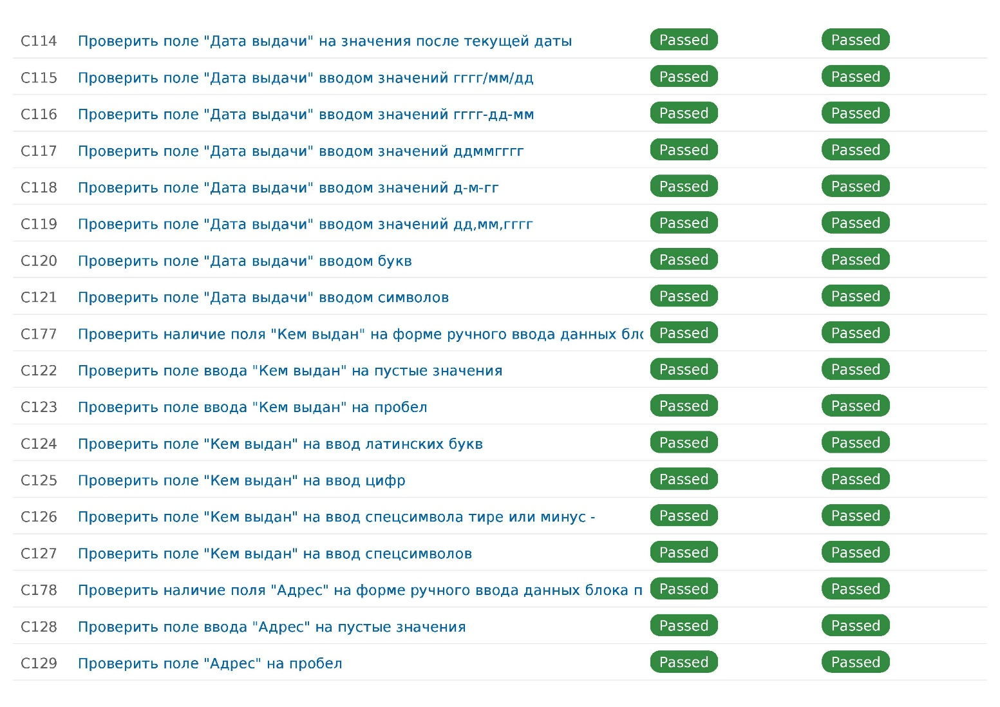 C114 Проверить поле "Дата выдачи" на значения после текущей даты Passed Passed
C115 Проверить поле "Дата выдачи" вводом значений гггг/мм/дд Passed Passed
C116 Проверить поле "Дата выдачи" вводом значений гггг-дд-мм Passed Passed
C117 Проверить поле "Дата выдачи" вводом значений ддммгггг Passed Passed
C118 Проверить поле "Дата выдачи" вводом значений д-м-гг Passed Passed
C119 Проверить поле "Дата выдачи" вводом значений дд,мм,гггг Passed Passed
C120 Проверить поле "Дата выдачи" вводом букв Passed Passed
C121 Проверить поле "Дата выдачи" вводом символов Passed Passed
C177 Проверить наличие поля "Кем выдан" на форме ручного ввода данных Passed Passed
C122 Проверить поле ввода "Кем выдан" на пустые значения Passed Passed
C123 Проверить поле ввода "Кем выдан" на пробел Passed Passed
C124 Проверить поле "Кем выдан" на ввод латинских букв Passed Passed
C125 Проверить поле "Кем выдан" на ввод цифр Passed Passed
C126 Проверить поле "Кем выдан" на ввод спецсимвола тире или минус - Passed Passed
C127 Проверить поле "Кем выдан" на ввод спецсимволов Passed Passed
C178 Проверить наличие поля "Адрес" на форме ручного ввода данных блока п Passed Passed
C128 Проверить поле ввода "Адрес" на пустые значения Passed Passed
C129 Проверить поле "Адрес" на пробел Passed Passed